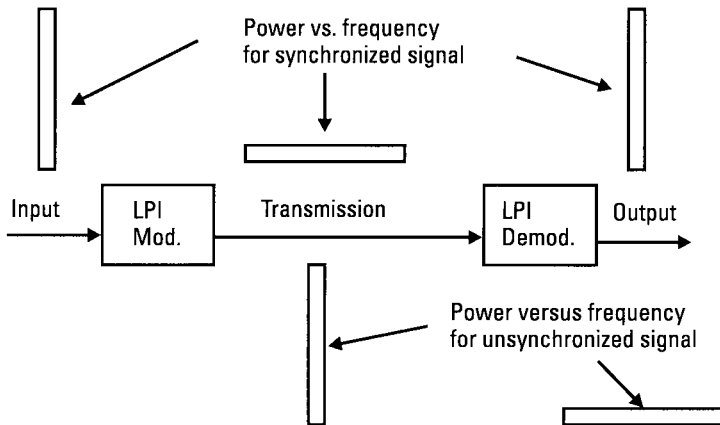 Power vs. frequency
for synchronized signal
Input
LPI
Mod.
Transmission
LPI
Demod.
Output
Power versus frequency
for unsynchronized signal